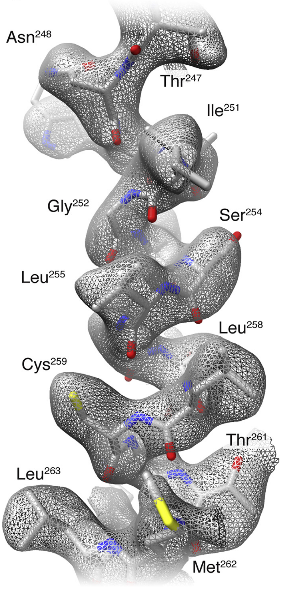 Asn²⁴⁸
Thr²⁴⁷
Ile²⁵¹
Gly²⁵²
Ser²⁵⁴
Leu²⁵⁵
Leu²⁵⁸
Cys²⁵⁹
Thr²⁶¹
Leu²⁶³
Met²⁶²